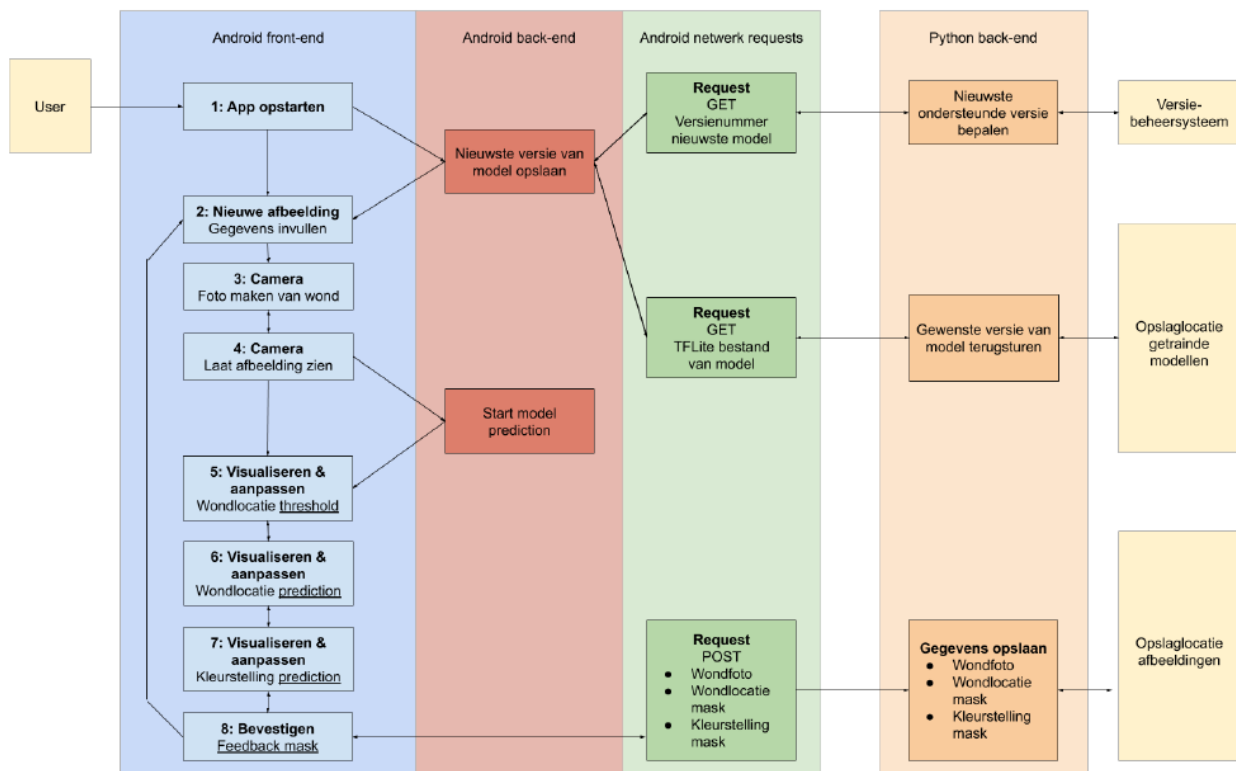 Android front-end
Android back-end
Android netwerk requests
Python back-end
User
1: App opstarten
Nieuwste versie van
model opslaan
Request
GET
Versienummer
nieuwste model
Nieuwste
ondersteunde versie
bepalen
Versie-
beheersysteem
2: Nieuwe afbeelding
Gegevens invullen
3: Camera
Foto maken van wond
4: Camera
Laat afbeelding zien
Start model
prediction
Request
GET
TFLite bestand
van model
Gewenste versie van
model terugsturen
Opslaglocatie
getrainde
modellen
5: Visualiseren &
aanpassen
Wondlocatie threshold
6: Visualiseren &
aanpassen
Wondlocatie prediction
7: Visualiseren &
aanpassen
Kleurstelling prediction
8: Bevestigen
Feedback mask
Request
POST
● Wondfoto
● Wondlocatie
mask
● Kleurstelling
mask
Gegevens opslaan
● Wondfoto
● Wondlocatie
mask
● Kleurstelling
mask
Opslaglocatie
afbeeldingen